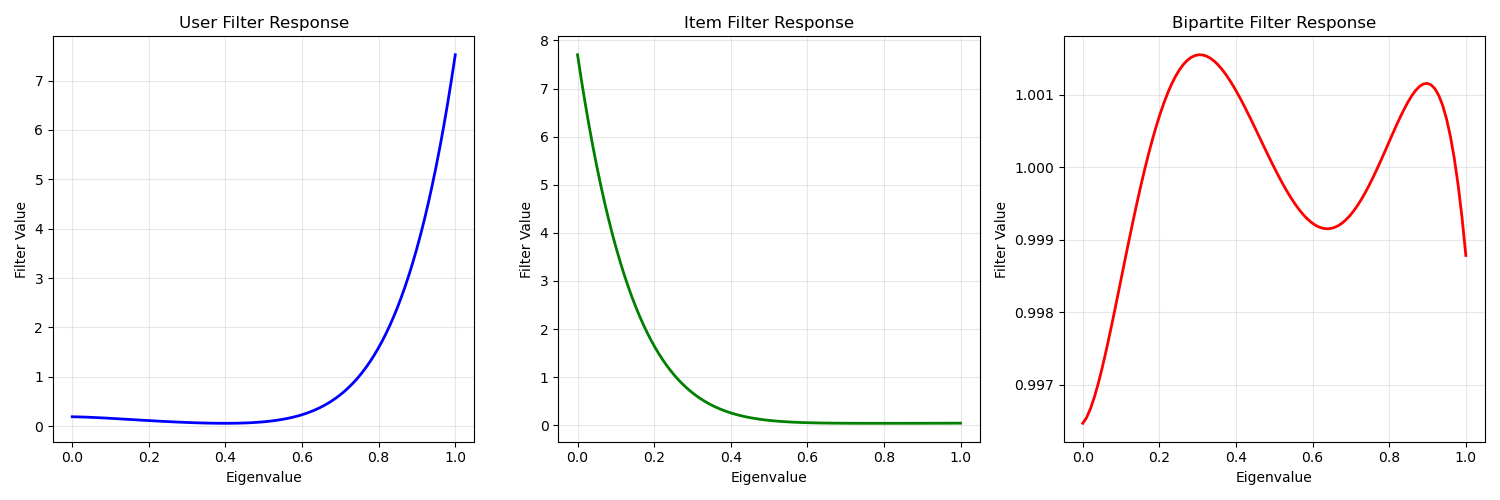 User Filter Response
Filter Value
7
6
5
4
3
2
1
0
0.0 0.2 0.4 0.6 0.8 1.0
Eigenvalue
Item Filter Response
Filter Value
8
7
6
5
4
3
2
1
0
0.0 0.2 0.4 0.6 0.8 1.0
Eigenvalue
Bipartite Filter Response
Filter Value
1.001
1.000
0.999
0.998
0.997
0.0 0.2 0.4 0.6 0.8 1.0
Eigenvalue